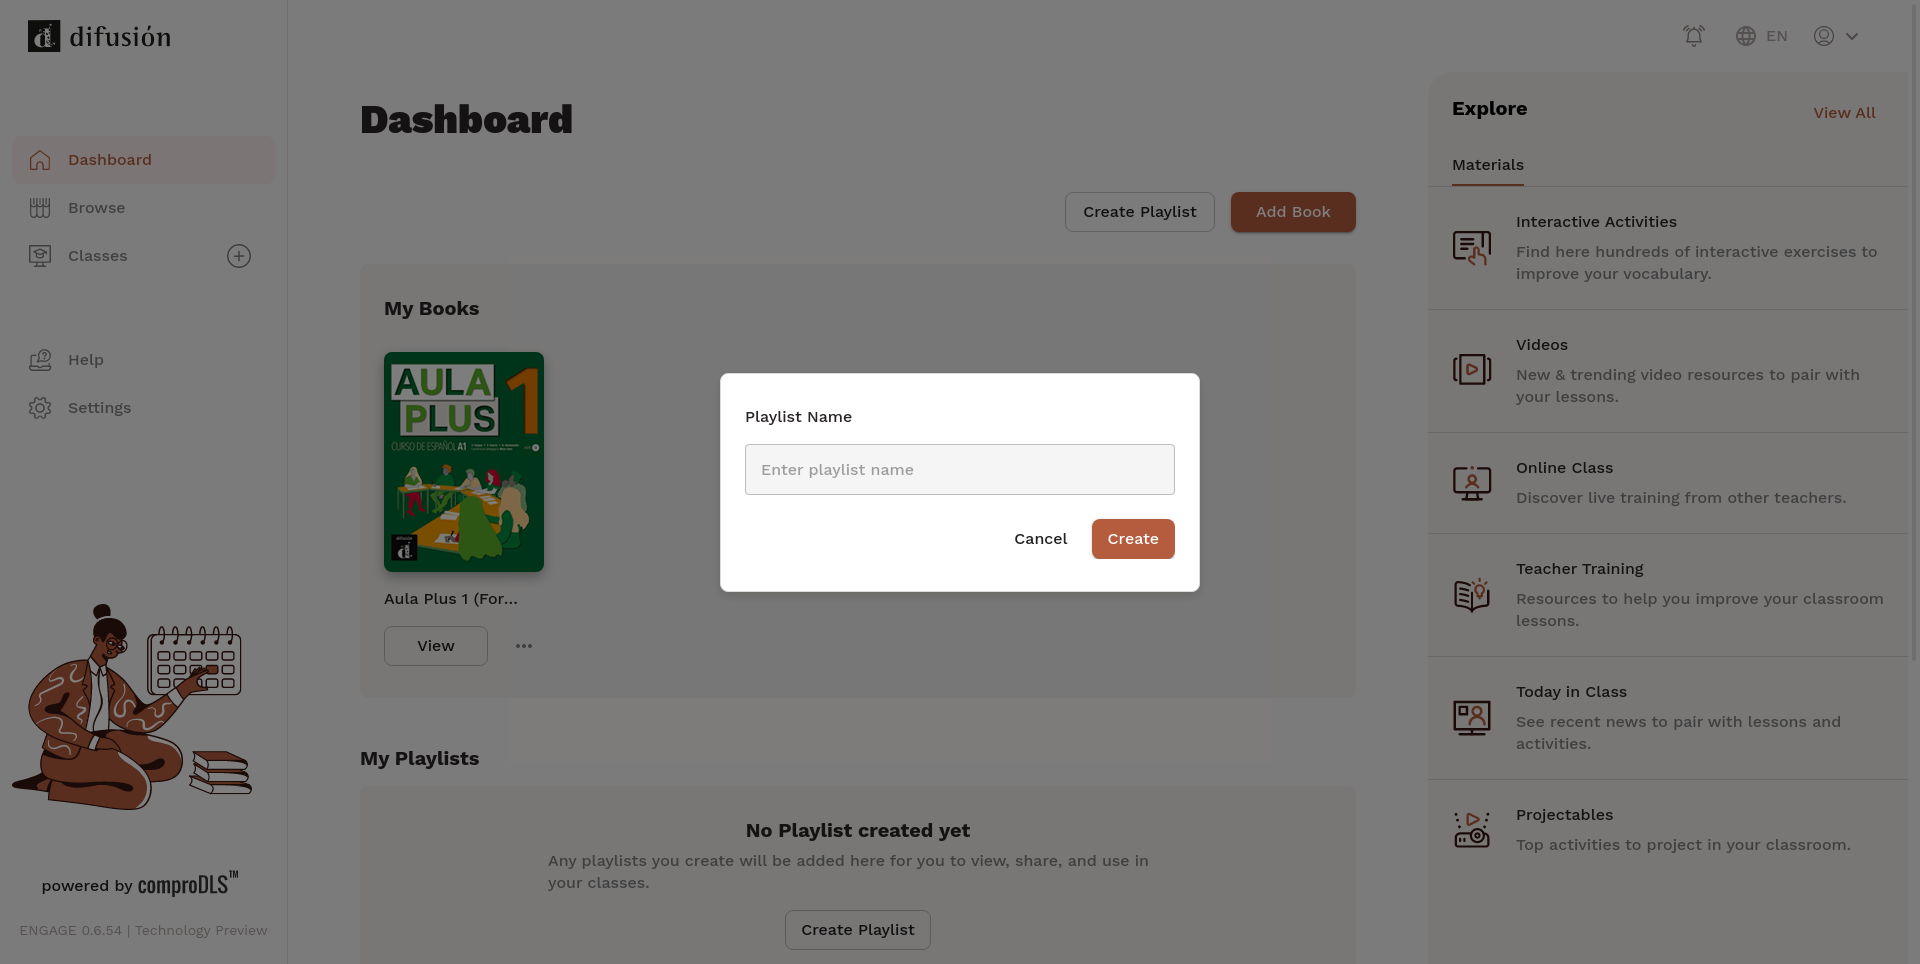 difusión
EN
Dashboard
Browse
Classes
Help
Settings
powered by comproDLS™
ENGAGE 0.6.54 | Technology Preview
Dashboard
Create Playlist
Add Book
My Books
AULA
PLUS 1
CURSO DE ESPAÑOL A1
difusión
Aula Plus 1 (For...
View
My Playlists
No Playlist created yet
Any playlists you create will be added here for you to view, share, and use in
your classes.
Create Playlist
Playlist Name
Enter playlist name
Cancel
Create
Explore
View All
Materials
Interactive Activities
Find here hundreds of interactive exercises to
improve your vocabulary.
Videos
New & trending video resources to pair with
your lessons.
Online Class
Discover live training from other teachers.
Teacher Training
Resources to help you improve your classroom
lessons.
Today in Class
See recent news to pair with lessons and
activities.
Projectables
Top activities to project in your classroom.